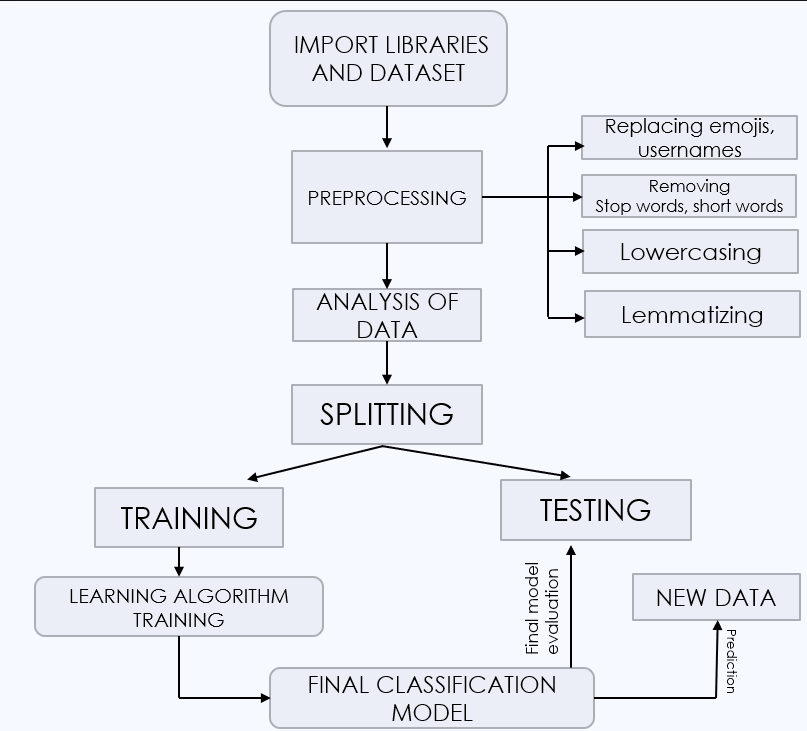 IMPORT LIBRARIES
AND DATASET
PREPROCESSING
Replacing emojis,
usernames
Removing
Stop words, short words
Lowercasing
Lemmatizing
ANALYSIS OF
DATA
SPLITTING
TRAINING
TESTING
LEARNING ALGORITHM
TRAINING
Final model
evaluation
NEW DATA
Prediction
FINAL CLASSIFICATION
MODEL